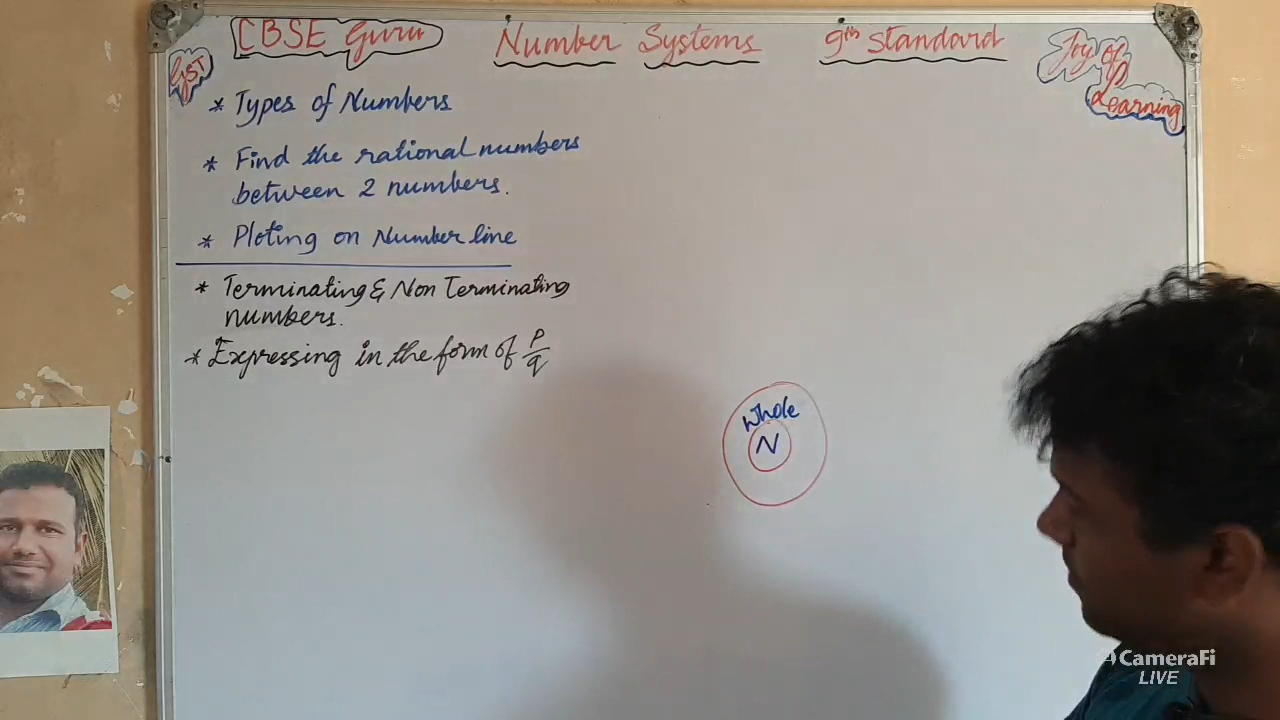 CBSE Guru Number Systems 9th Standard
GST
Joy of
Learning
* Types of Numbers
* Find the rational numbers
between 2 numbers.
* Ploting on Number line
* Terminating & Non Terminating
numbers.
* Expressing in the form of P/q
Whole
N
CameraFi
LIVE